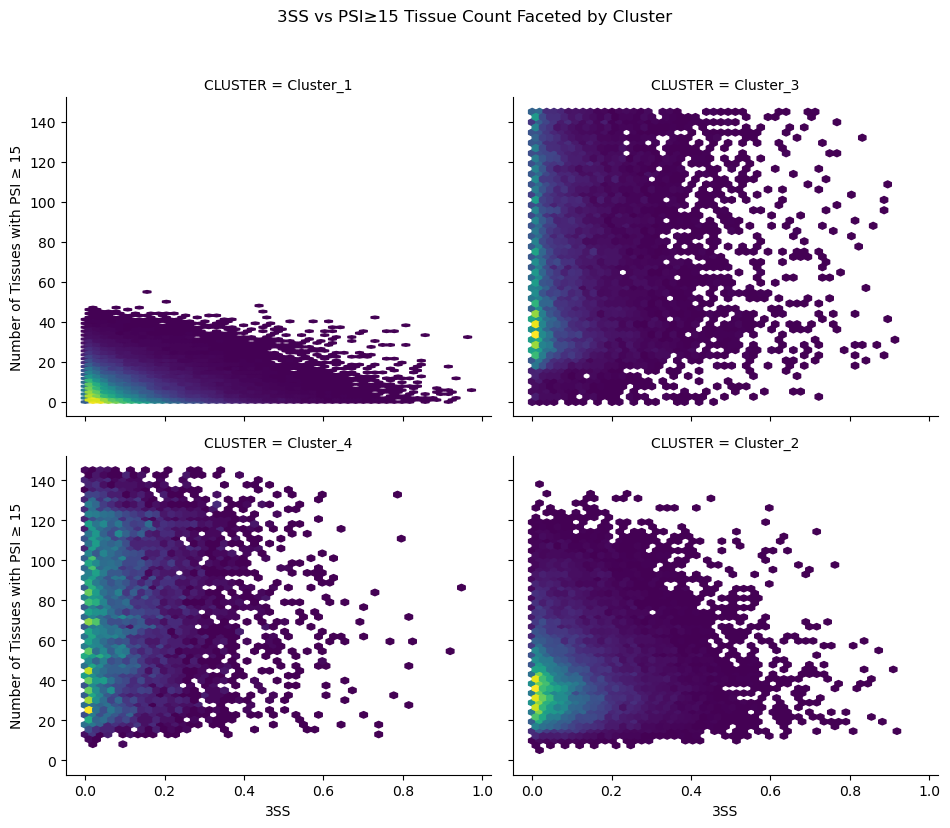 3SS vs PSI≥15 Tissue Count Faceted by Cluster
CLUSTER = Cluster_1
140
120
100
80
60
40
20
0
Number of Tissues with PSI ≥ 15
CLUSTER = Cluster_3
CLUSTER = Cluster_4
140
120
100
80
60
40
20
0
Number of Tissues with PSI ≥ 15
0.0 0.2 0.4 0.6 0.8 1.0
3SS
CLUSTER = Cluster_2
0.0 0.2 0.4 0.6 0.8 1.0
3SS